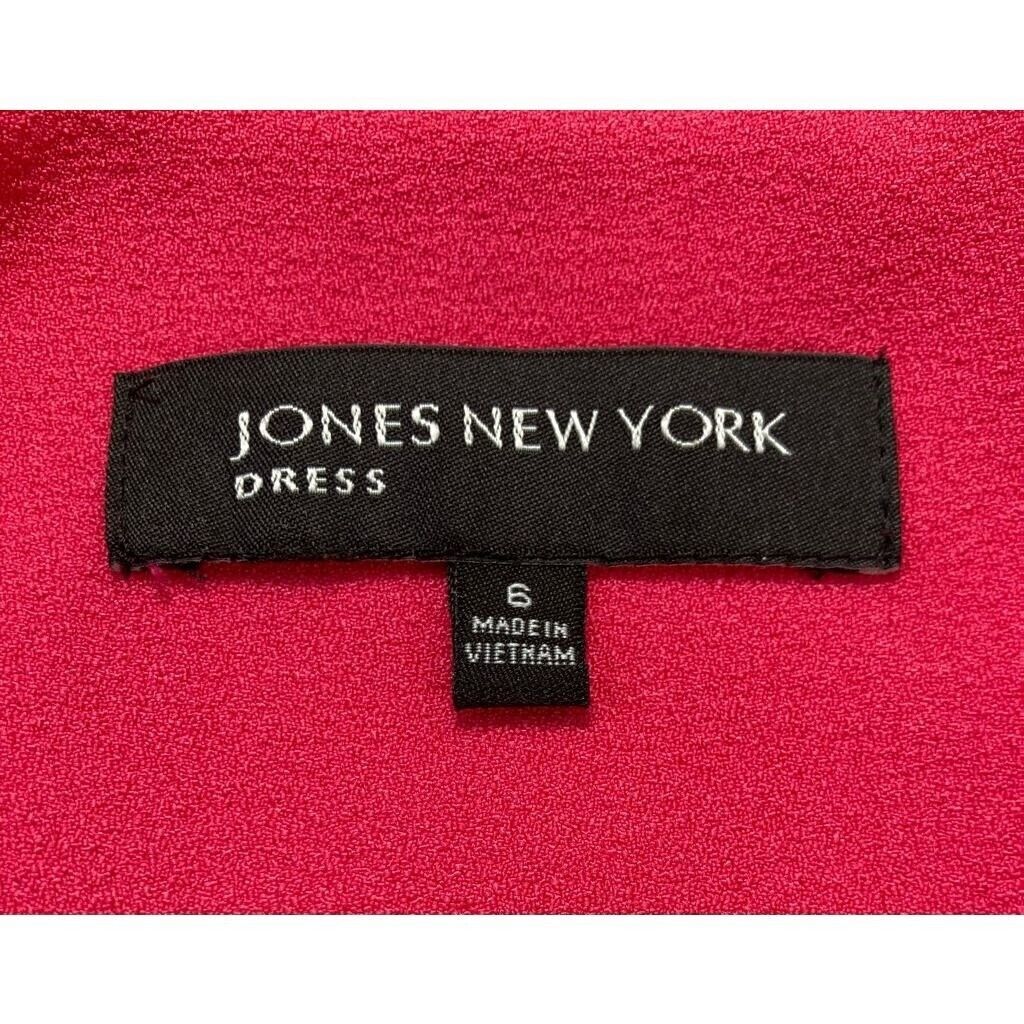 JONES NEW YORK
DRESS
6
MADE IN
VIETNAM